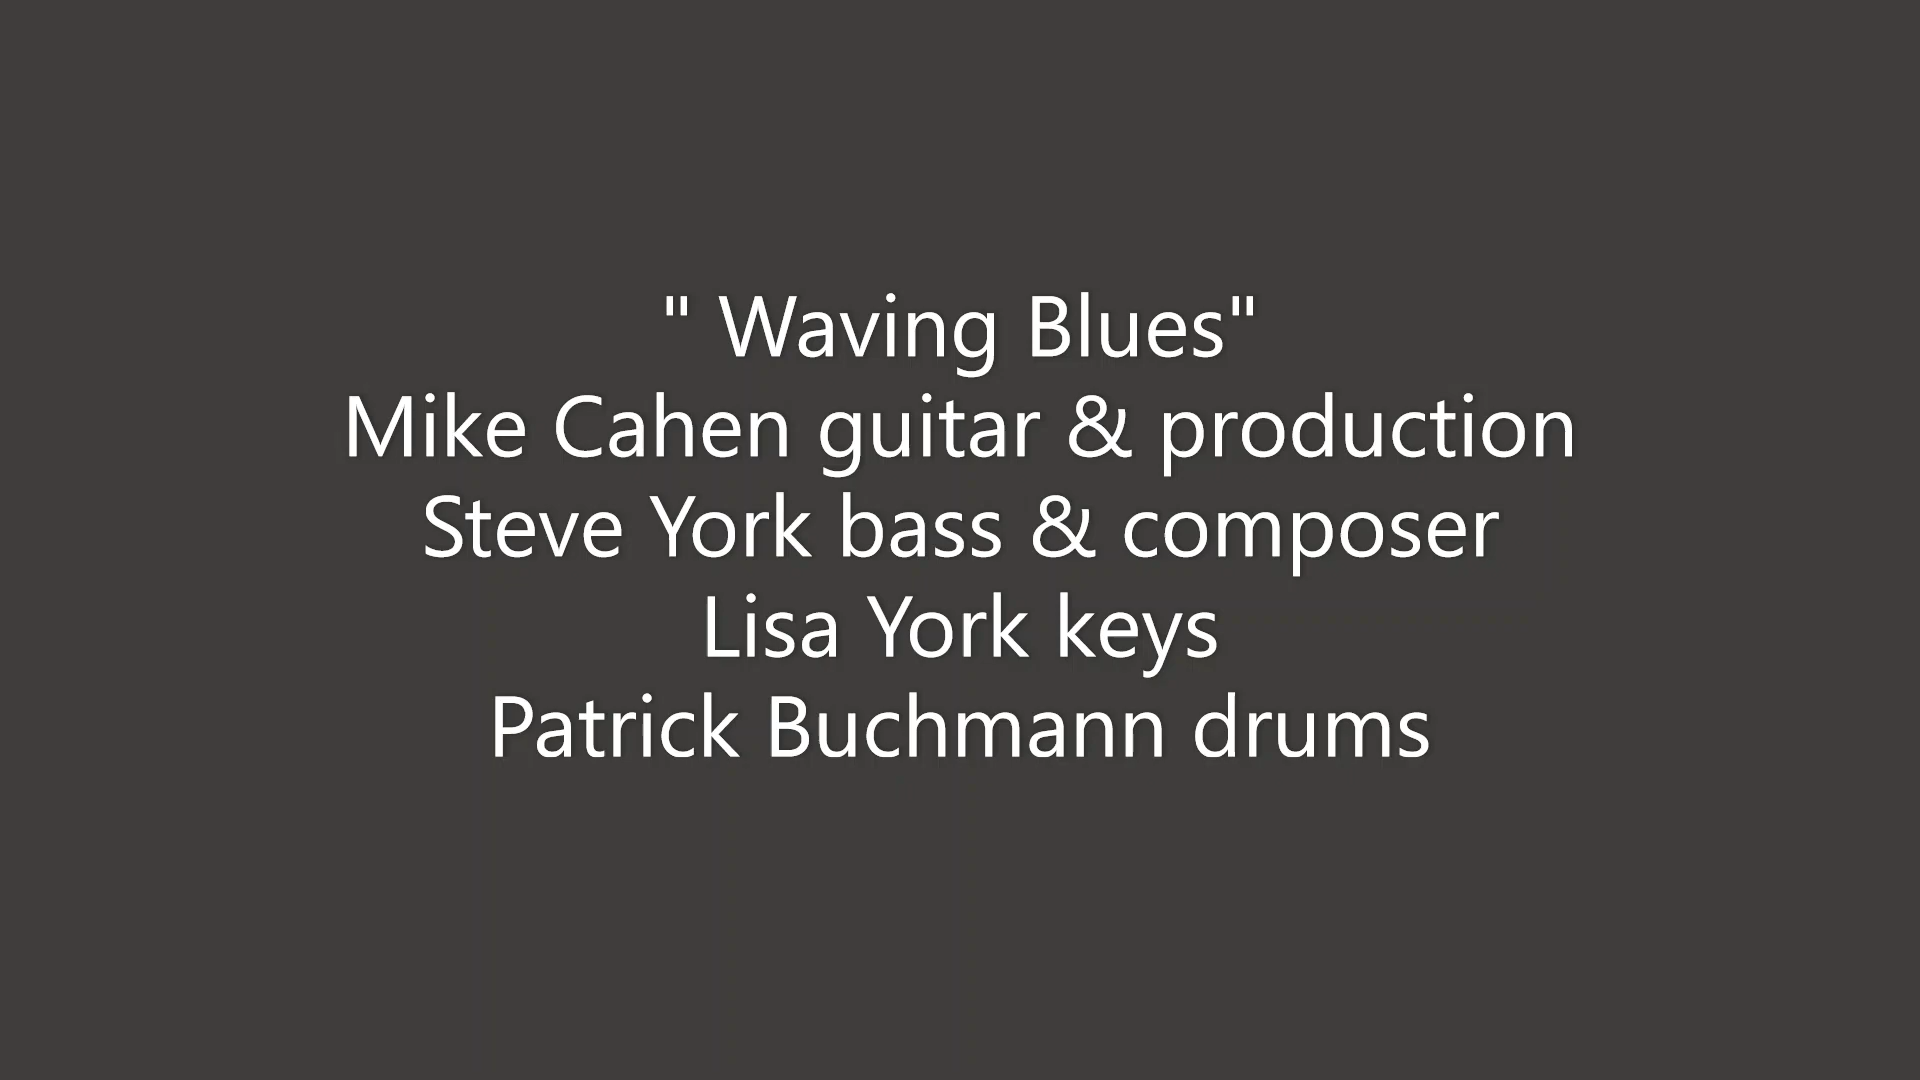 " Waving Blues"
Mike Cahen guitar & production
Steve York bass & composer
Lisa York keys
Patrick Buchmann drums